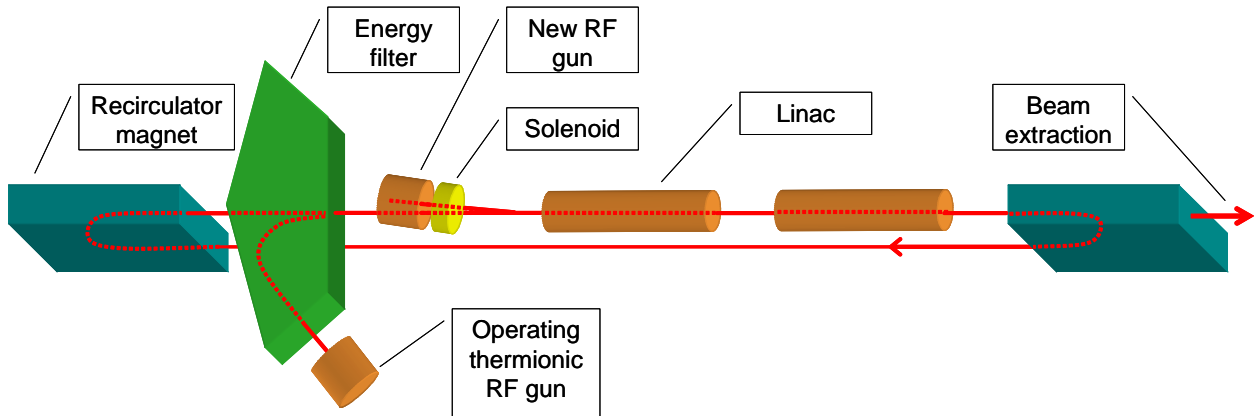 Energy
filter
New RF
gun
Recirculator
magnet
Solenoid
Linac
Beam
extraction
Operating
thermionic
RF gun